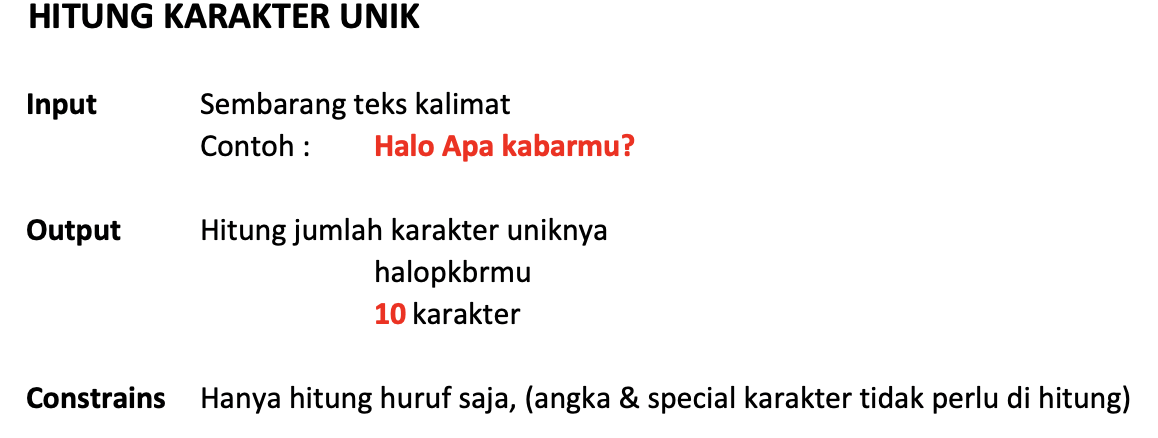 HITUNG KARAKTER UNIK
Input Sembarang teks kalimat
Contoh : Halo Apa kabarmu?
Output Hitung jumlah karakter uniknya
halopkbrmu
10 karakter
Constrains Hanya hitung huruf saja, (angka & special karakter tidak perlu di hitung)